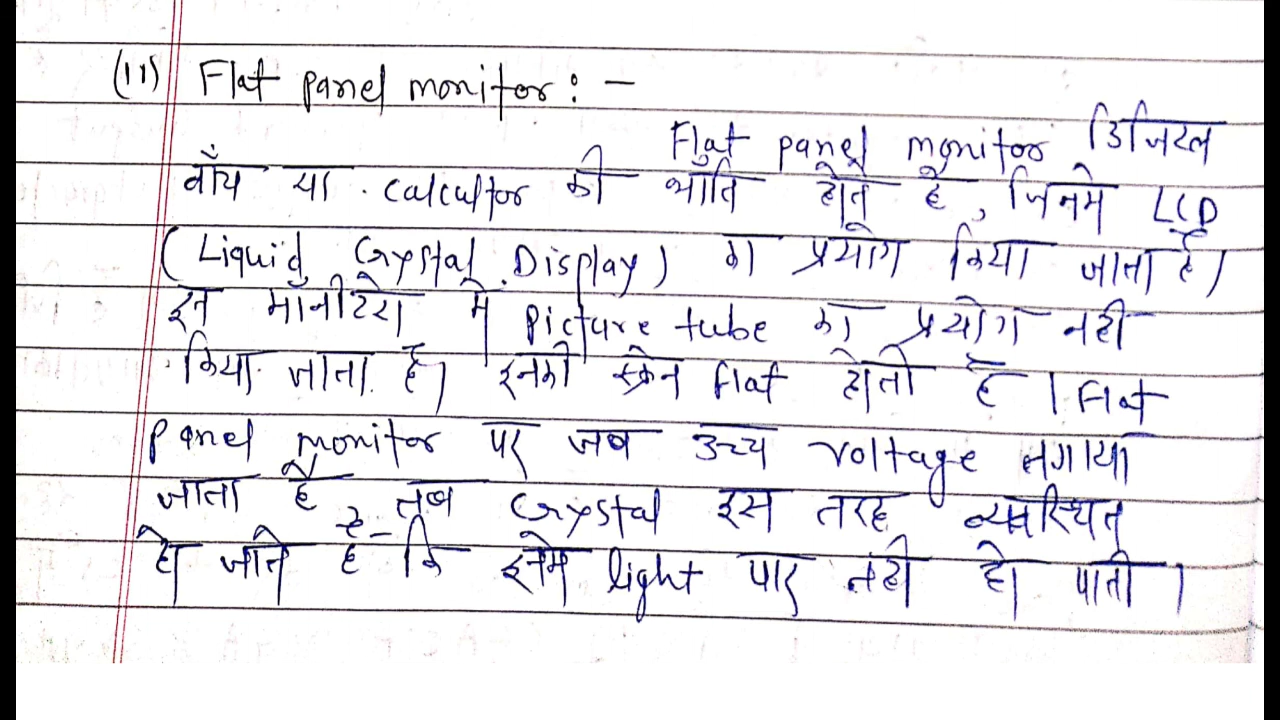 (11) Flat panel monitor : -
Flat panel monitor डिजिटल
वॉच या calcultor की भांति होते है, जिनमे LCD
(Liquid Crystal Display) का प्रयोग किया जाता है।
इन मॉनीटरो मे picture tube का प्रयोग नही
किया जाता है। इनकी स्क्रेन flat होती है । Flat
panel monitor पर जब उच्च voltage लगाया
जाता है तब crystal इस तरह व्यवस्थित
हो जाते है कि इनमे light पार नही हो पाती ।